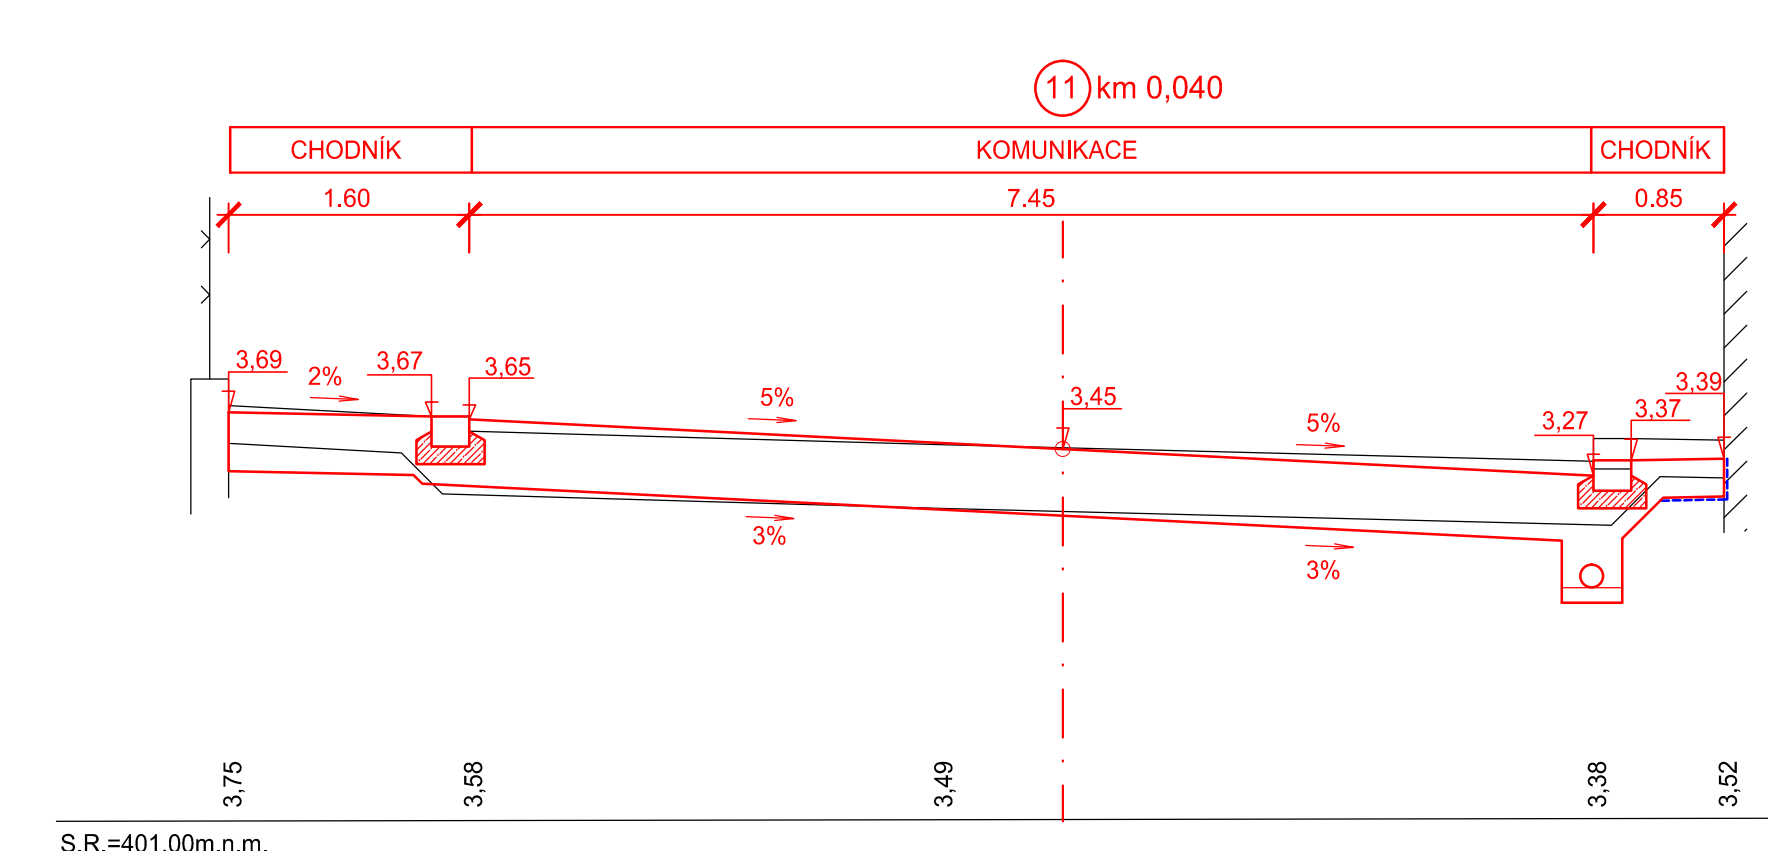 11 km 0,040
CHODNÍK KOMUNIKACE CHODNÍK
1.60 7.45 0.85
3,69 2% 3,67 3,65 5% 3,45 5% 3,27 3,37 3,39
3% 3%
3,75 3,58 3,49 3,38 3,52
S.R.=401.00m.n.m.